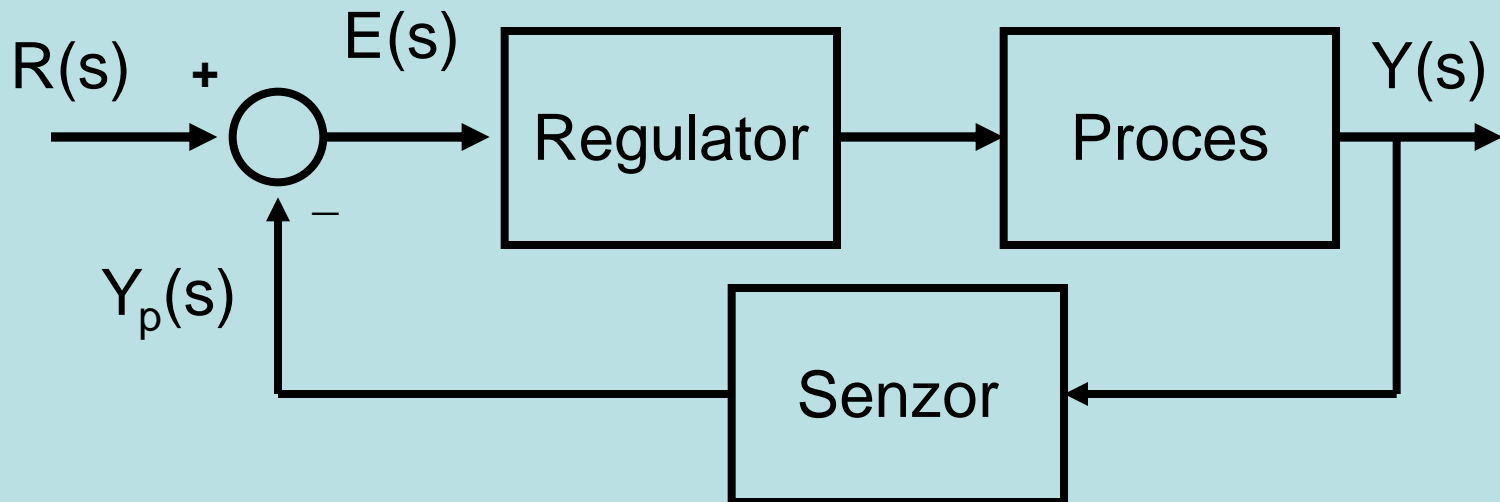 E(s)
R(s)
+
Y(s)
Regulator
Proces
–
Yₚ(s)
Senzor